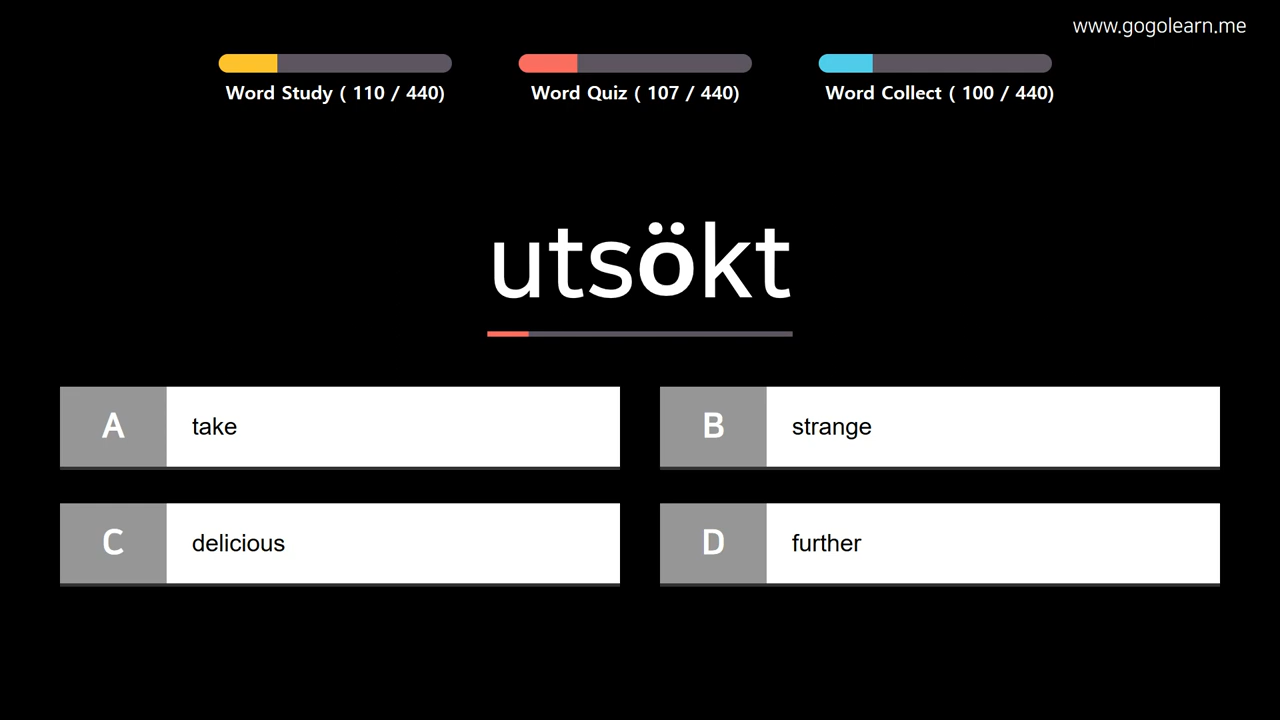 www.gogolearn.me
Word Study ( 110 / 440)
Word Quiz ( 107 / 440)
Word Collect ( 100 / 440)
utsökt
A take
B strange
C delicious
D further